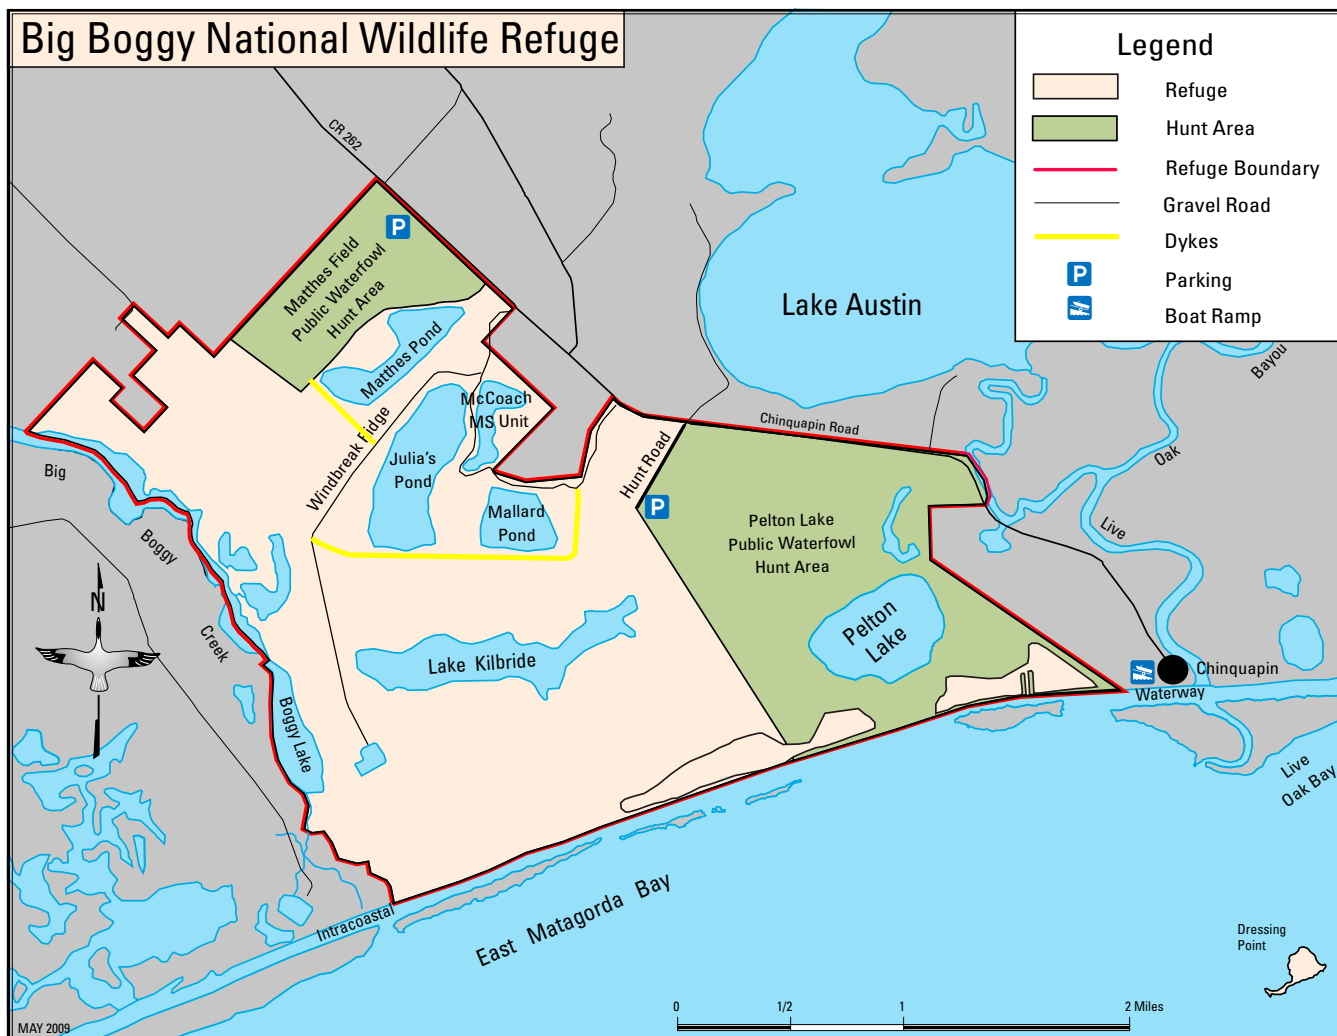 Big Boggy National Wildlife Refuge
Legend
Refuge
Hunt Area
Refuge Boundary
Gravel Road
Dykes
P
Parking
Boat Ramp
CR 262
P
Matthes Field
Public Waterfowl
Hunt Area
Matthes Pond
McCoach
MS Unit
Windbreak Ridge
Julia's
Pond
Mallard
Pond
Hunt Road
P
Chinquapin Road
Lake Austin
Pelton Lake
Public Waterfowl
Hunt Area
Pelton
Lake
Live
Oak
Bayou
Big
Boggy
Creek
N
Boggy Lake
Lake Kilbride
Chinquapin
Intracoastal
Waterway
Live
Oak Bay
East Matagorda Bay
Dressing
Point
0 1/2 1 2 Miles
MAY 2009